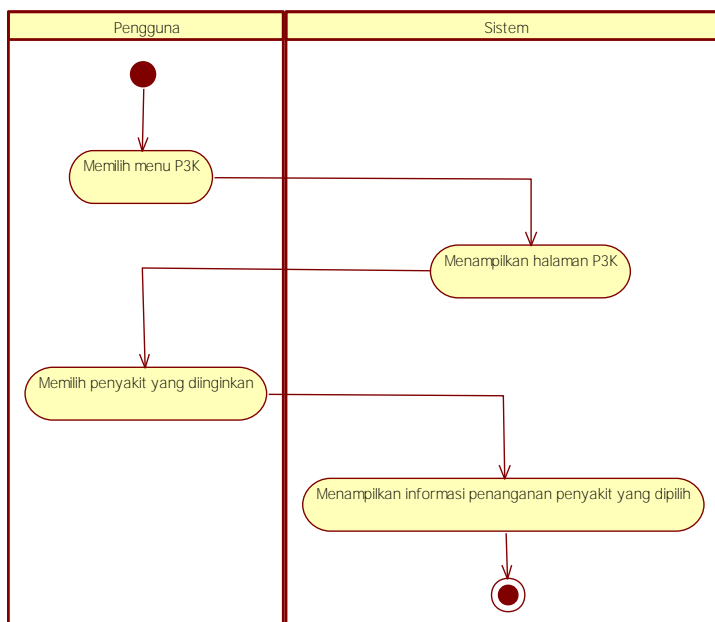 Pengguna
Sistem
Memilih menu P3K
Menampilkan halaman P3K
Memilih penyakit yang diinginkan
Menampilkan informasi penanganan penyakit yang dipilih